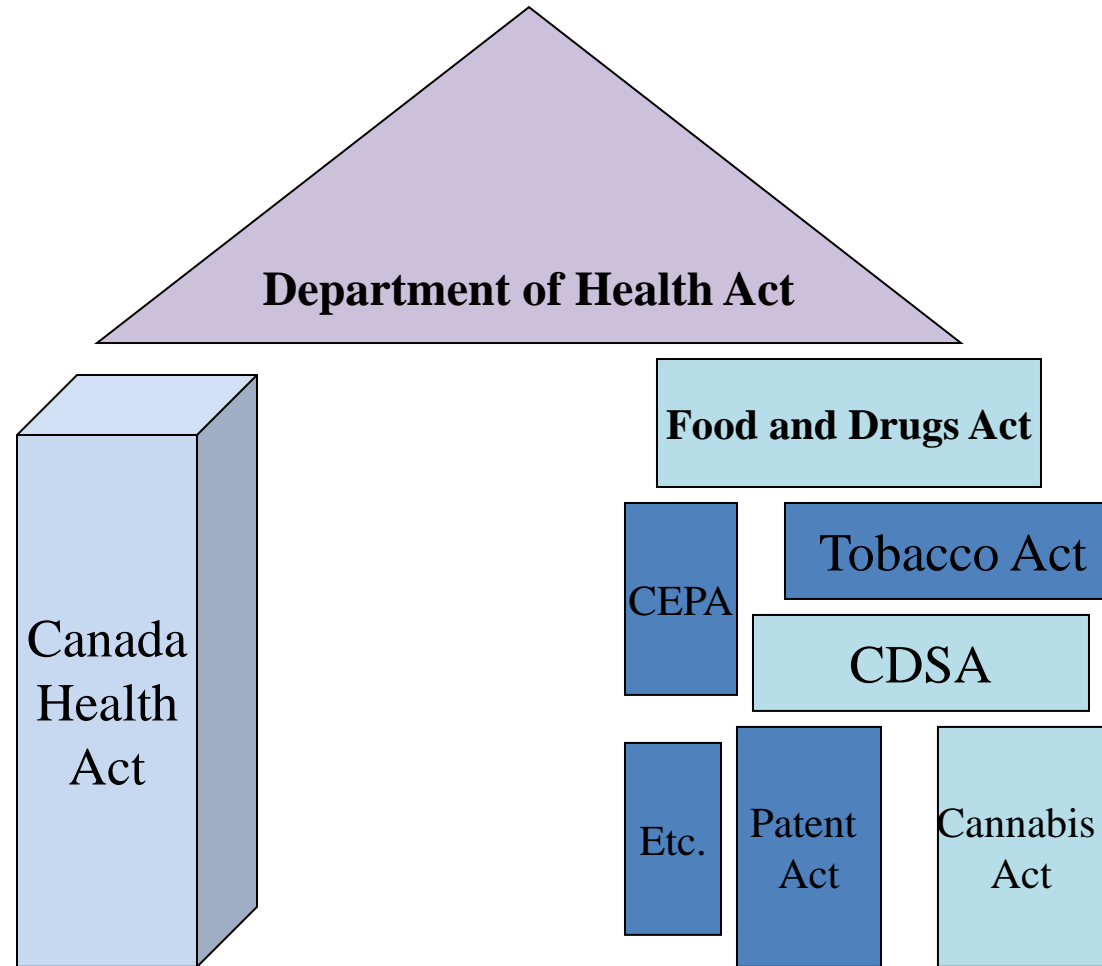 Department of Health Act
Canada
Health
Act
Food and Drugs Act
CEPA
Tobacco Act
CDSA
Etc.
Patent
Act
Cannabis
Act